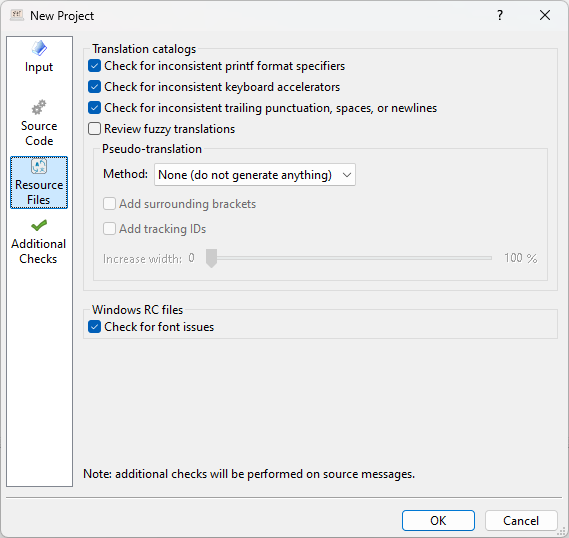 New Project
?
Input
Source
Code
Resource
Files
Additional
Checks
Translation catalogs
Check for inconsistent printf format specifiers
Check for inconsistent keyboard accelerators
Check for inconsistent trailing punctuation, spaces, or newlines
Review fuzzy translations
Pseudo-translation
Method: None (do not generate anything)
Add surrounding brackets
Add tracking IDs
Increase width: 0 100 %
Windows RC files
Check for font issues
Note: additional checks will be performed on source messages.
OK Cancel